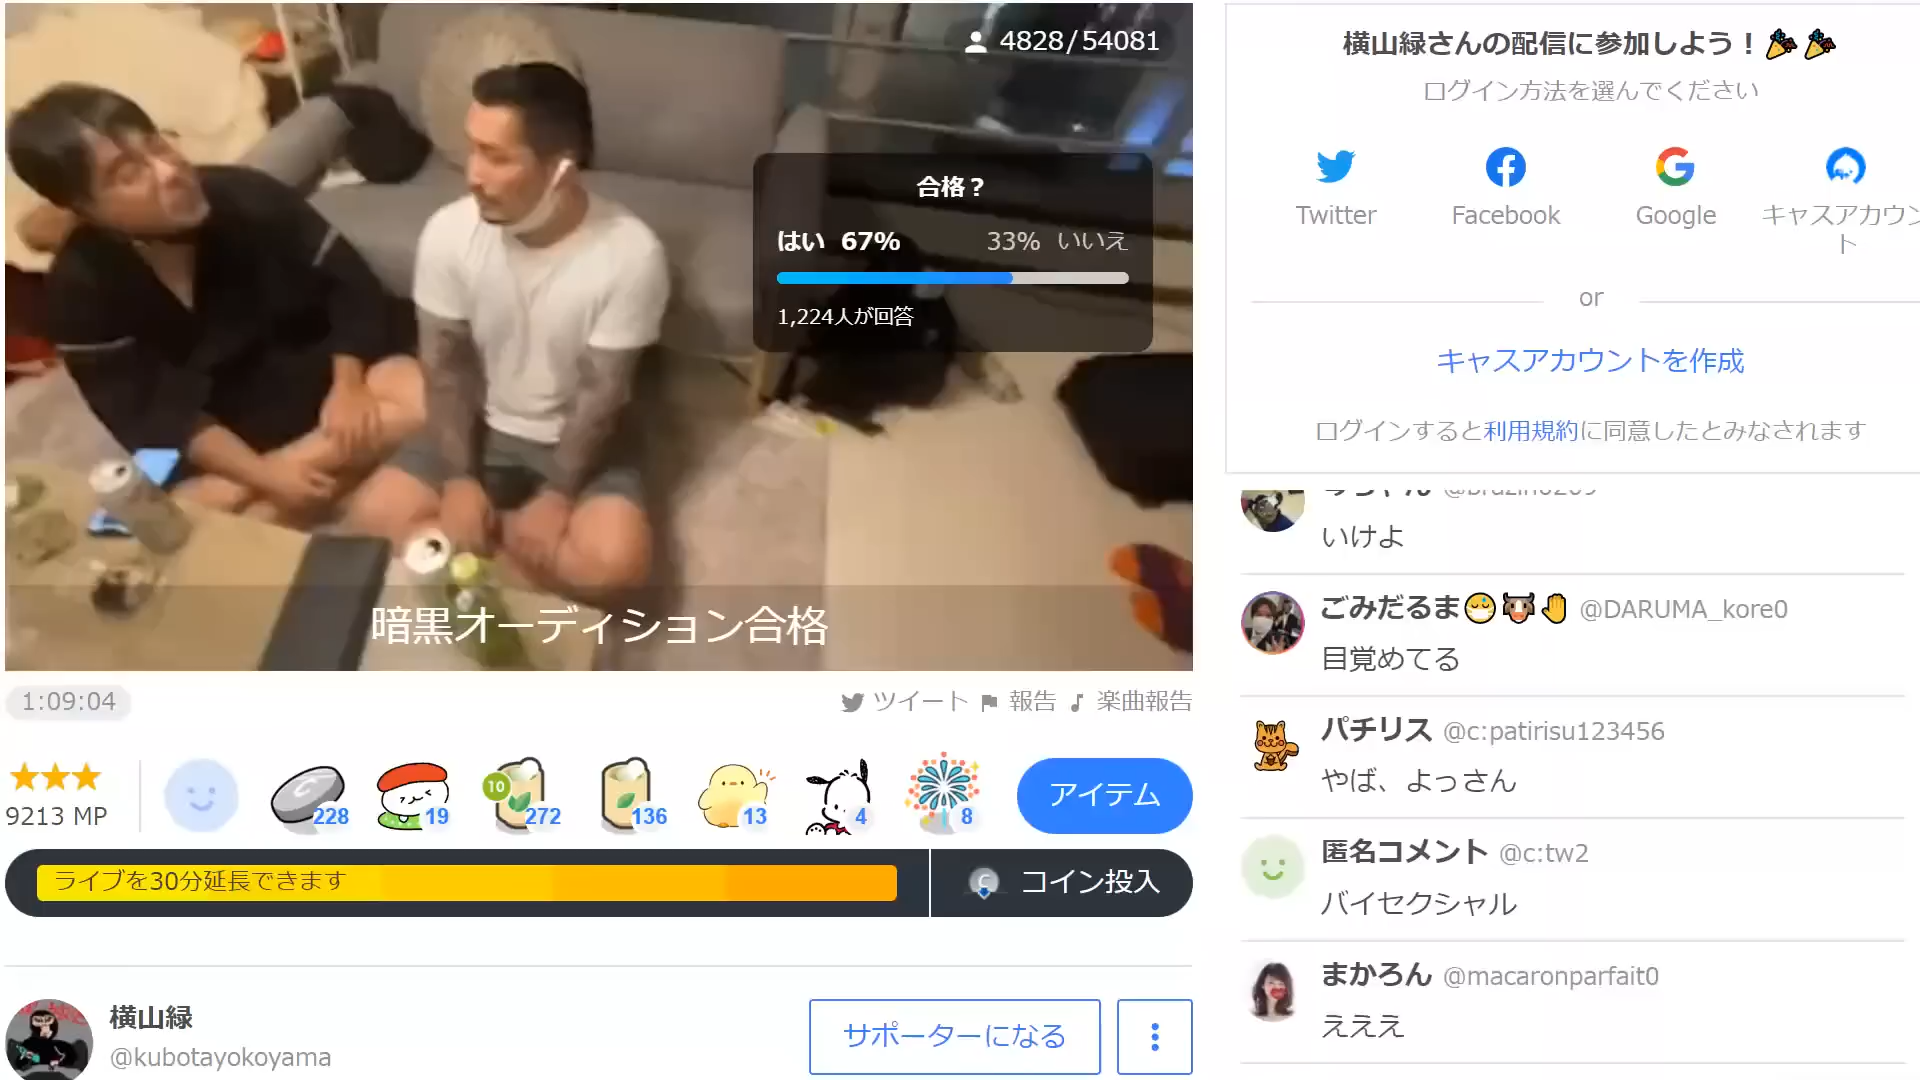 4828/54081
合格？
はい 67%
33% いいえ
1,224人が回答
暗黒オーディション合格
1:09:04
ツイート 報告 楽曲報告
9213 MP
228
19
10
272
136
13
4
8
アイテム
ライブを30分延長できます
コイン投入
横山緑
@kubotayokoyama
サポーターになる
横山緑さんの配信に参加しよう！
ログイン方法を選んでください
Twitter
Facebook
Google
キャスアカウン
ト
or
キャスアカウントを作成
ログインすると利用規約に同意したとみなされます
いけよ
ごみだるま @DARUMA_kore0
目覚めてる
パチリス @c:patirisu123456
やば、よっさん
匿名コメント @c:tw2
バイセクシャル
まかろん @macaronparfait0
えええ